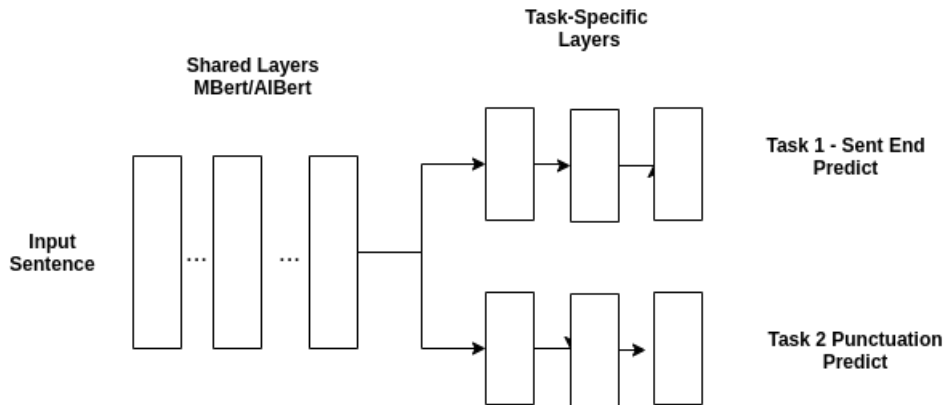 Task-Specific
Layers
Shared Layers
MBert/AlBert
Task 1 - Sent End
Predict
Input
Sentence
...
...
Task 2 Punctuation
Predict